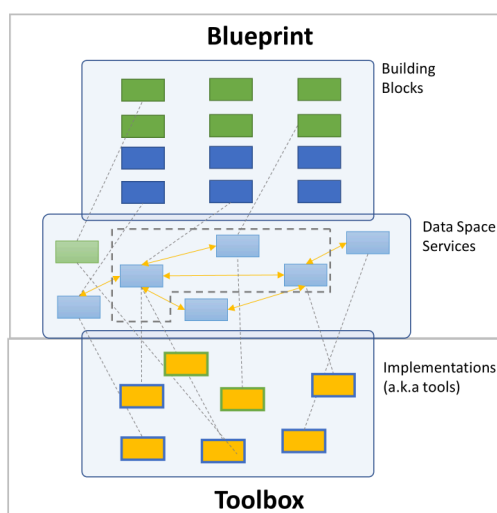 Blueprint
Building
Blocks
Data Space
Services
Implementations
(a.k.a tools)
Toolbox